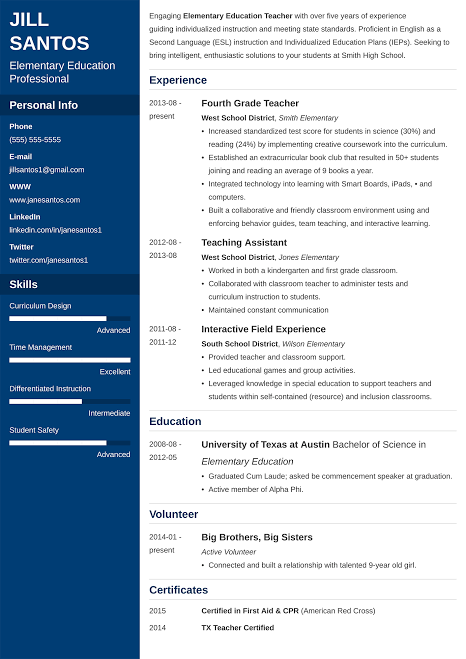 JILL
SANTOS
Elementary Education
Professional
Personal Info
Phone
(555) 555-5555
E-mail
jillsantos1@gmail.com
WWW
www.janesantos.com
LinkedIn
linkedin.com/in/janesantos1
Twitter
twitter.com/janesantos1
Skills
Curriculum Design
Advanced
Time Management
Excellent
Differentiated Instruction
Intermediate
Student Safety
Advanced
Engaging Elementary Education Teacher with over five years of experience
guiding individualized instruction and meeting state standards. Proficient in English as a
Second Language (ESL) instruction and Individualized Education Plans (IEPs). Seeking to
bring intelligent, enthusiastic solutions to your students at Smith High School.
Experience
2013-08 -
present
Fourth Grade Teacher
West School District, Smith Elementary
• Increased standardized test score for students in science (30%) and
reading (24%) by implementing creative coursework into the curriculum.
• Established an extracurricular book club that resulted in 50+ students
joining and reading an average of 9 books a year.
• Integrated technology into learning with Smart Boards, iPads, • and
computers.
• Built a collaborative and friendly classroom environment using and
enforcing behavior guides, team teaching, and interactive learning.
2012-08 -
2013-08
Teaching Assistant
West School District, Jones Elementary
• Worked in both a kindergarten and first grade classroom.
• Collaborated with classroom teacher to administer tests and
curriculum instruction to students.
• Maintained constant communication
2011-08 -
2011-12
Interactive Field Experience
South School District, Wilson Elementary
• Provided teacher and classroom support.
• Led educational games and group activities.
• Leveraged knowledge in special education to support teachers and
students within self-contained (resource) and inclusion classrooms.
Education
2008-08 -
2012-05
University of Texas at Austin Bachelor of Science in
Elementary Education
• Graduated Cum Laude; asked be commencement speaker at graduation.
• Active member of Alpha Phi.
Volunteer
2014-01 -
present
Big Brothers, Big Sisters
Active Volunteer
• Connected and built a relationship with talented 9-year old girl.
Certificates
2015
Certified in First Aid & CPR (American Red Cross)
2014
TX Teacher Certified